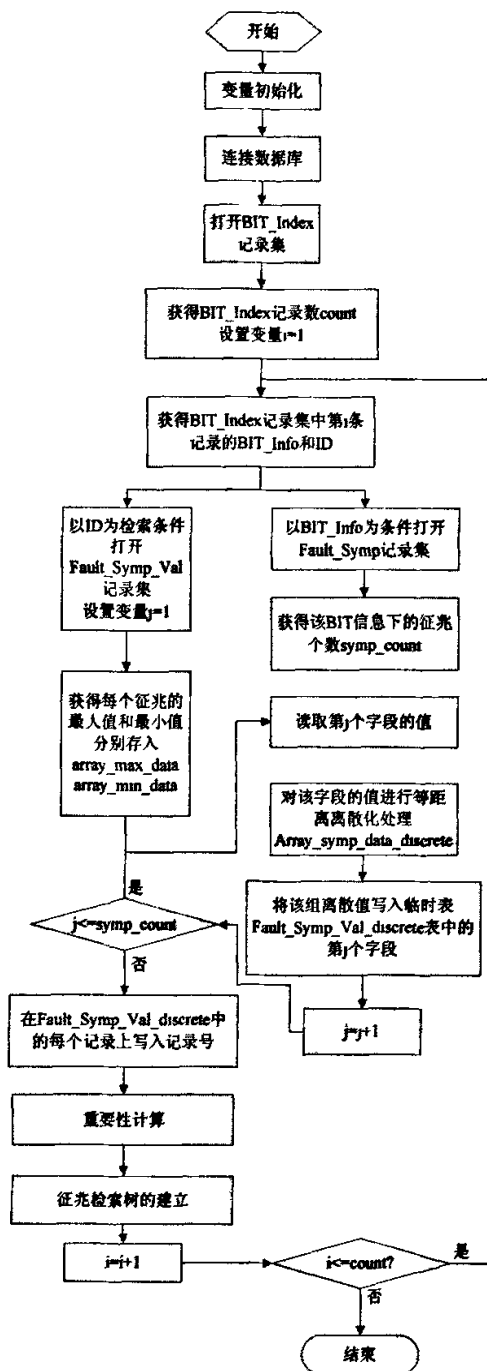 开始
变量初始化
连接数据库
打开BIT_Index
记录集
获得BIT_Index记录数count
设置变量i=1
获得BIT_Index记录集中第i条
记录的BIT_Info和ID
以ID为检索条件
打开
Fault_Symp_Val
记录集
设置变量j=1
以BIT_Info为条件打开
Fault_Symp记录集
获得该BIT信息下的征兆
个数symp_count
获得每个征兆的
最人值和最小值
分别存入
array_max_data
array_min_data
读取第j个字段的值
对该字段的值进行等距
离离散化处理
Array_symp_data_discrete
将该组离散值写入临时表
Fault_Symp_Val_discrete表中的
第j个字段
j=j+1
是
j<=symp_count
否
在Fault_Symp_Val_discrete中
的每个记录上写入记录号
重要性计算
征兆检索树的建立
i=i+1
i<=count?
是
否
结束